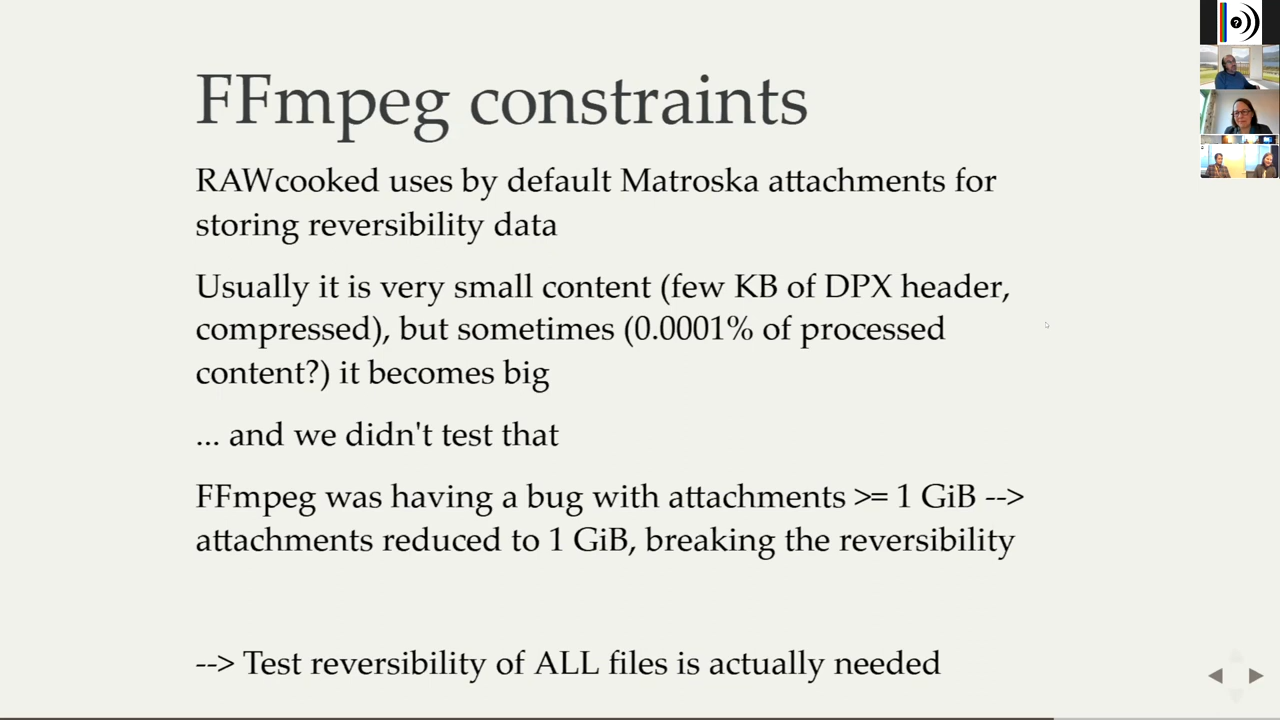 FFmpeg constraints
RAWcooked uses by default Matroska attachments for
storing reversibility data
Usually it is very small content (few KB of DPX header,
compressed), but sometimes (0.0001% of processed
content?) it becomes big
... and we didn't test that
FFmpeg was having a bug with attachments >= 1 GiB -->
attachments reduced to 1 GiB, breaking the reversibility
--> Test reversibility of ALL files is actually needed